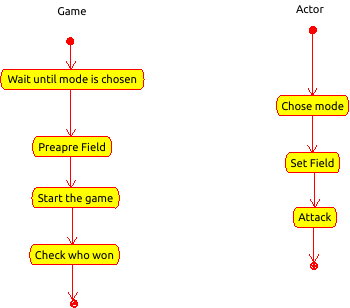 Game
Wait until mode is chosen
Preapre Field
Start the game
Check who won
Actor
Chose mode
Set Field
Attack